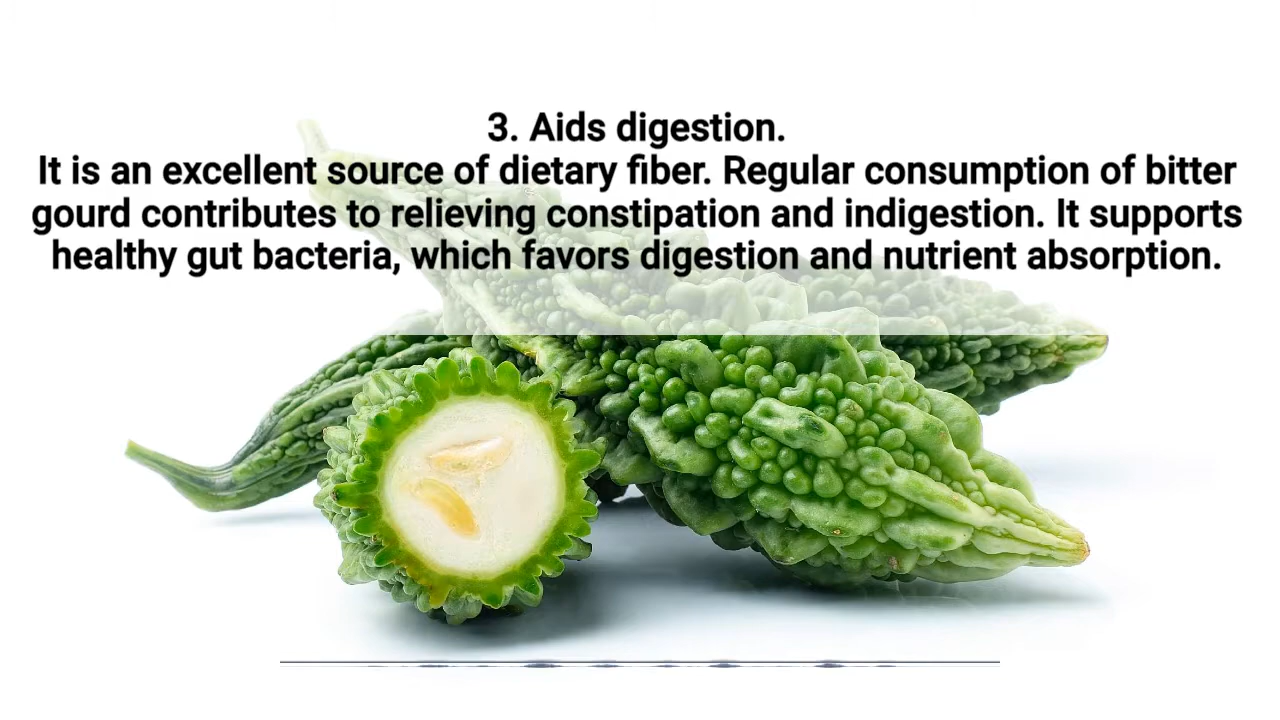 3. Aids digestion.
It is an excellent source of dietary fiber. Regular consumption of bitter
gourd contributes to relieving constipation and indigestion. It supports
healthy gut bacteria, which favors digestion and nutrient absorption.